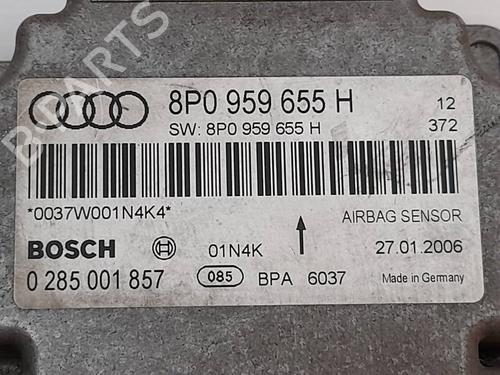 B-PARTS
8P0 959 655 H 12
SW: 8P0 959 655 H 372
*0037W001N4K4* AIRBAG SENSOR
BOSCH 01N4K 27.01.2006
0 285 001 857 085 BPA 6037 Made in Germany